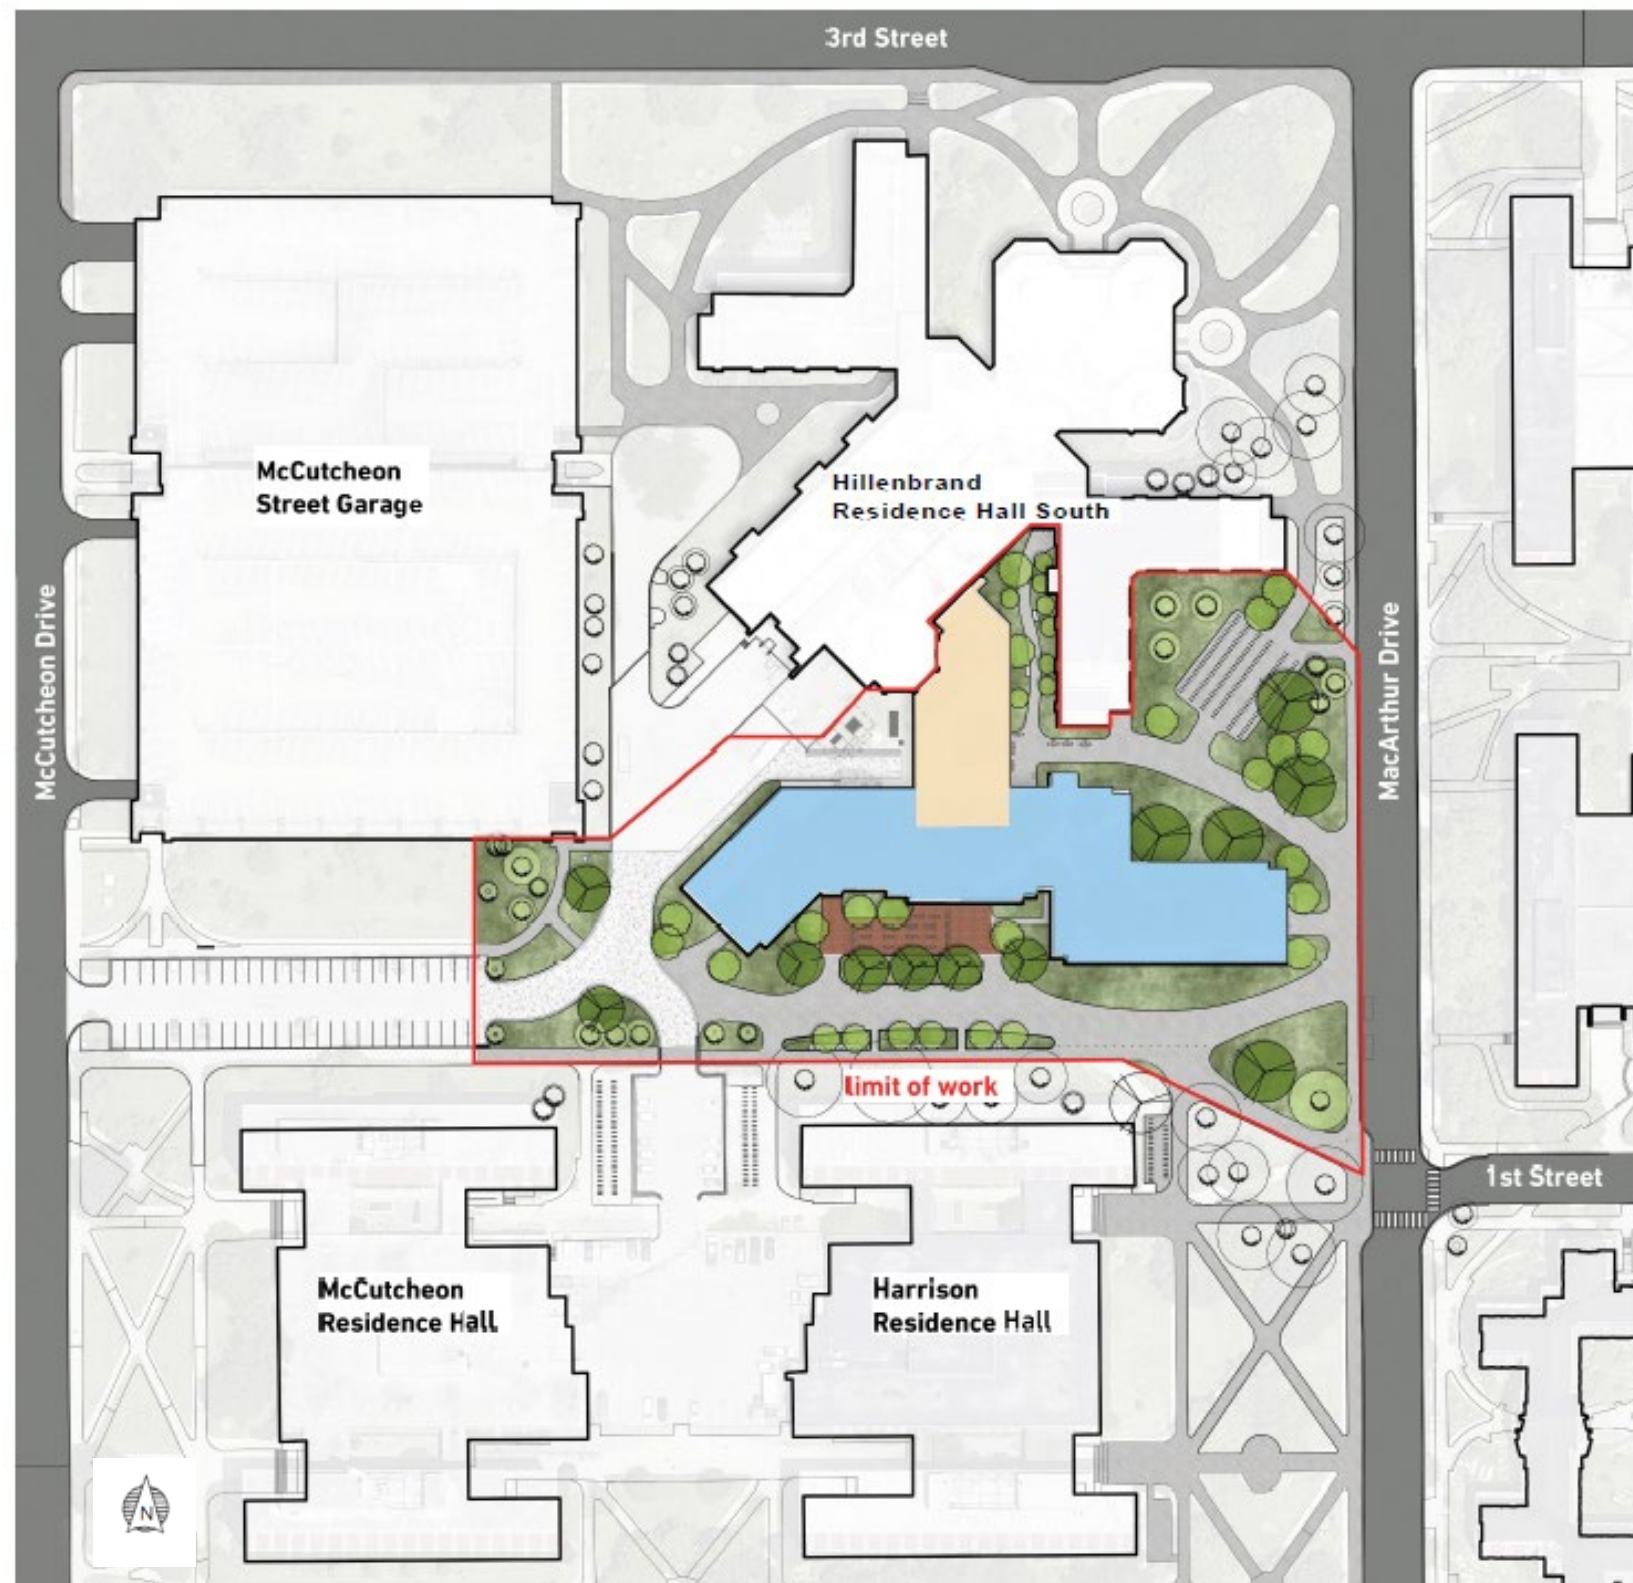 3rd Street
McCutcheon
Street Garage
Hillenbrand
Residence Hall South
McCutcheon Drive
MacArthur Drive
limit of work
1st Street
McCutcheon
Residence Hall
Harrison
Residence Hall
N